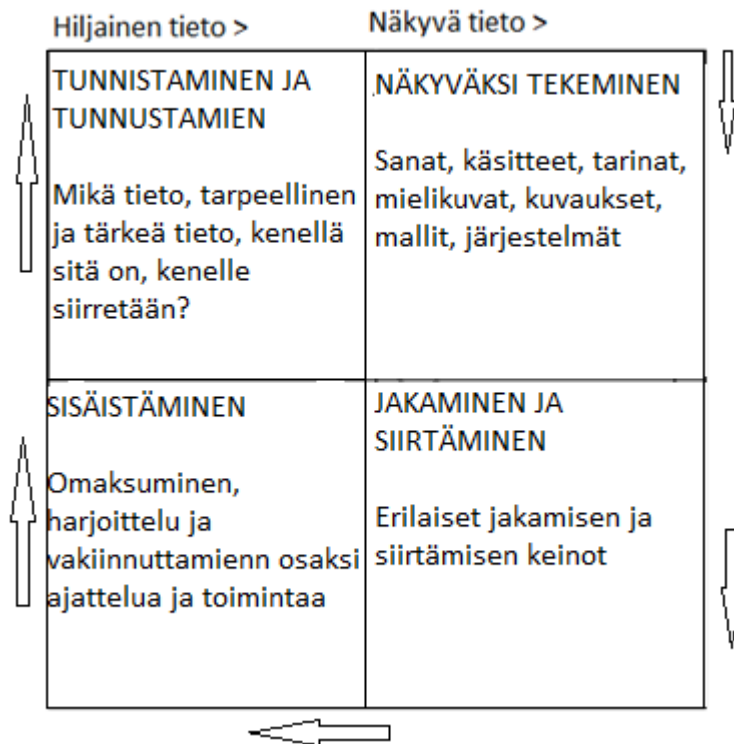 Hiljainen tieto >
Näkyvä tieto >
TUNNISTAMINEN JA
TUNNUSTAMIEN
Mikä tieto, tarpeellinen
ja tärkeä tieto, kenellä
sitä on, kenelle
siirretään?
NÄKYVÄKSI TEKEMINEN
Sanat, käsitteet, tarinat,
mielikuvat, kuvaukset,
mallit, järjestelmät
SISÄISTÄMINEN
Omaksuminen,
harjoittelu ja
vakiinnuttamienn osaksi
ajattelua ja toimintaa
JAKAMINEN JA
SIIRTÄMINEN
Erilaiset jakamisen ja
siirtämisen keinot